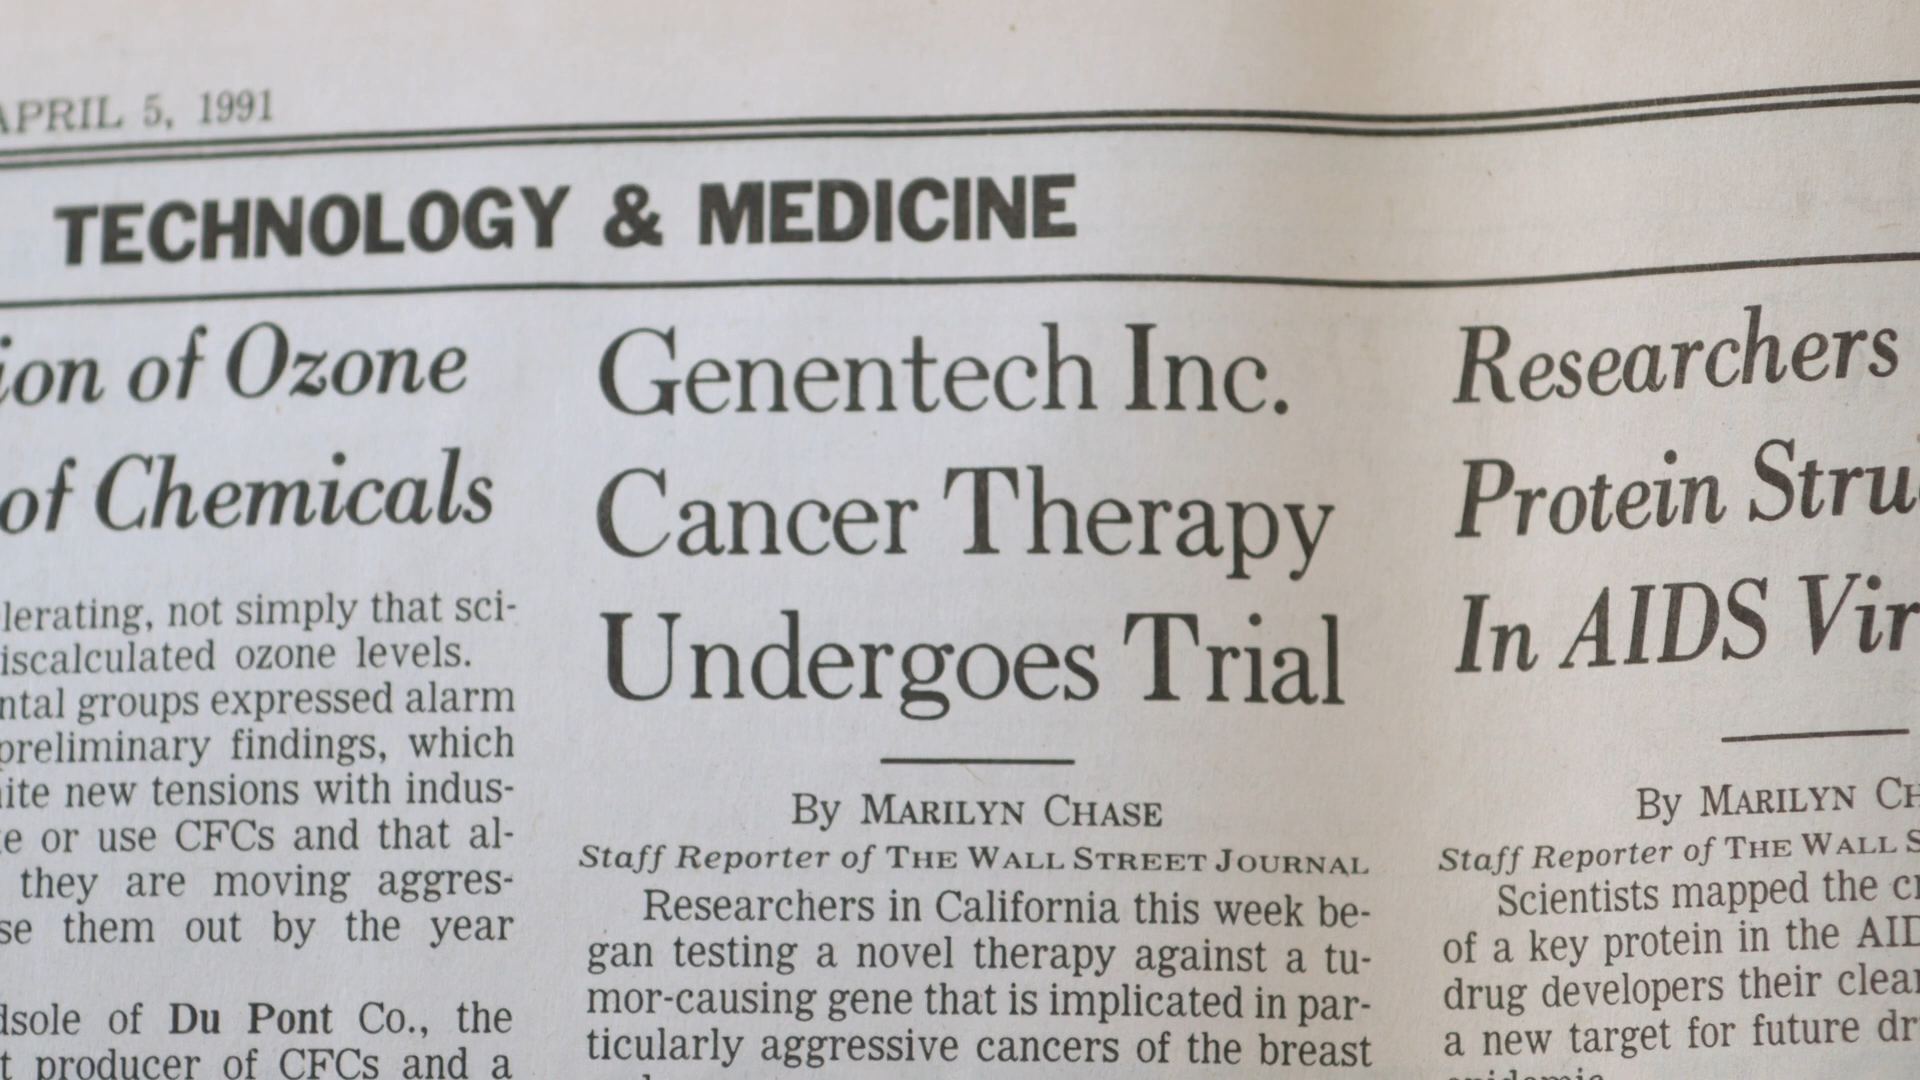 APRIL 5, 1991
TECHNOLOGY & MEDICINE
ion of Ozone
of Chemicals
lerating, not simply that sci-
iscalculated ozone levels.
ntal groups expressed alarm
preliminary findings, which
ite new tensions with indus-
e or use CFCs and that al-
they are moving aggres-
se them out by the year
dsole of Du Pont Co., the
t producer of CFCs and a
Genentech Inc.
Cancer Therapy
Undergoes Trial
By MARILYN CHASE
Staff Reporter of THE WALL STREET JOURNAL
Researchers in California this week be-
gan testing a novel therapy against a tu-
mor-causing gene that is implicated in par-
ticularly aggressive cancers of the breast
Researchers
Protein Stru
In AIDS Vir
By MARILYN CH
Staff Reporter of THE WALL S
Scientists mapped the cr
of a key protein in the AID
drug developers their clear
a new target for future dr